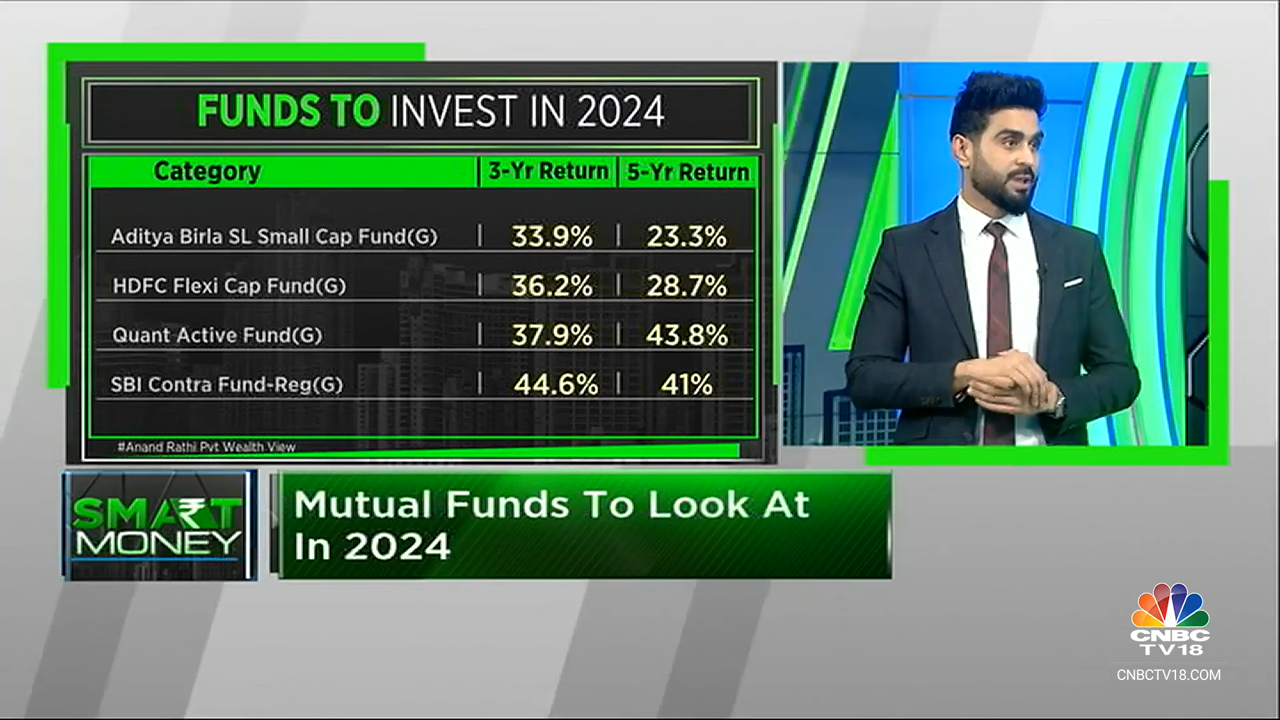 FUNDS TO INVEST IN 2024
Category 3-Yr Return 5-Yr Return
Aditya Birla SL Small Cap Fund(G) 33.9% 23.3%
HDFC Flexi Cap Fund(G) 36.2% 28.7%
Quant Active Fund(G) 37.9% 43.8%
SBI Contra Fund-Reg(G) 44.6% 41%
#Anand Rathi Pvt Wealth View
SMA₹T
MONEY
Mutual Funds To Look At
In 2024
CNBC
TV18
CNBCTV18.COM